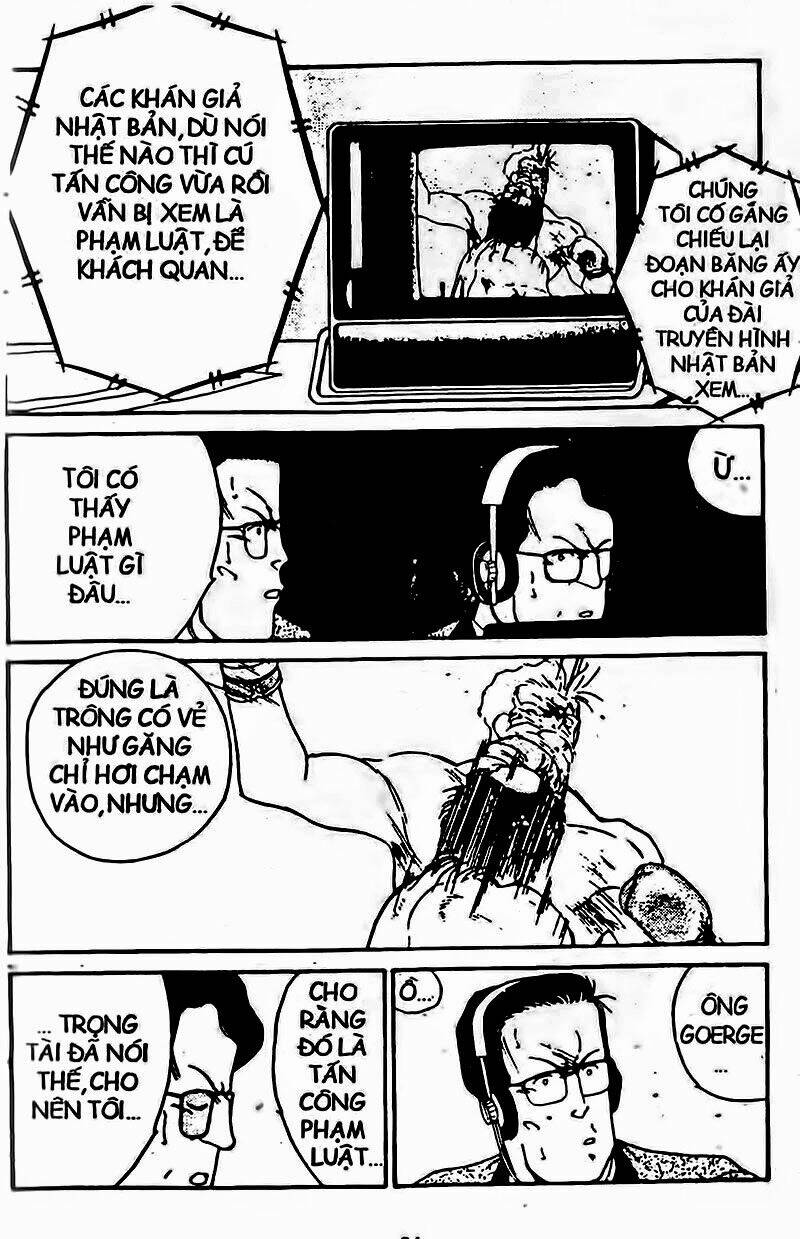 CÁC KHÁN GIẢ
NHẬT BẢN, DÙ NÓI
THẾ NÀO THÌ CÚ
TẤN CÔNG VỪA RỒI
VẪN BỊ XEM LÀ
PHẠM LUẬT, ĐỂ
KHÁCH QUAN...
CHÚNG
TÔI CỐ GẮNG
CHIẾU LẠI
ĐOẠN BĂNG ẤY
CHO KHÁN GIẢ
CỦA ĐÀI
TRUYỀN HÌNH
NHẬT BẢN
XEM...
TÔI CÓ
THẤY
PHẠM
LUẬT GÌ
ĐÂU...
Ừ...
ĐÚNG LÀ
TRÔNG CÓ VẺ
NHƯ GĂNG
CHỈ HƠI CHẠM
VÀO, NHƯNG...
... TRỌNG
TÀI ĐÃ NÓI
THẾ, CHO
NÊN TÔI...
CHO
RẰNG
ĐÓ LÀ
TẤN
CÔNG
PHẠM
LUẬT...
Ồ...
ÔNG
GOERGE
...